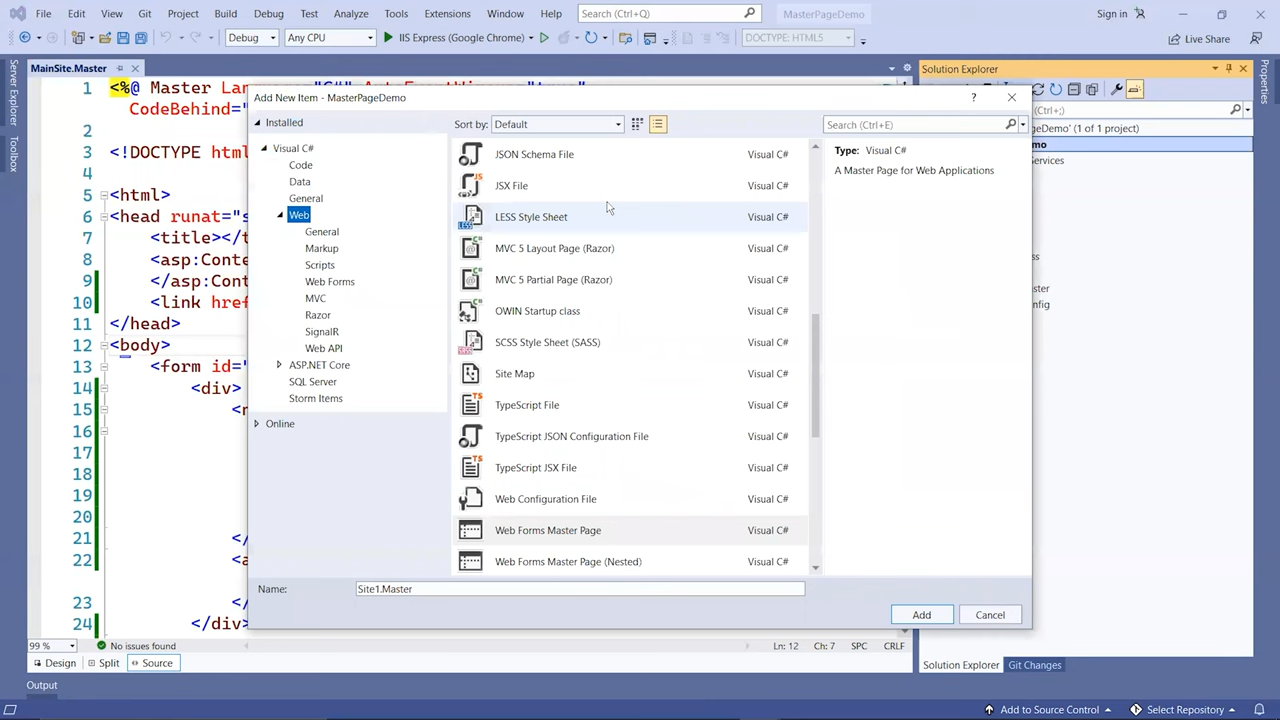 File Edit View Git Project Build Debug Test Analyze Tools Extensions Window Help Search (Ctrl+Q) MasterPageDemo Sign in
Debug Any CPU IIS Express (Google Chrome) DOCTYPE: HTML5 Live Share
Server Explorer
Toolbox
MainSite.Master
1 <%@ Master Lan
CodeBehind="
2
3 <!DOCTYPE html
4
5 <html>
6 <head runat="s
7 <title></t
8 <asp:Conte
9 </asp:Cont
10 <link href
11 </head>
12 <body>
13 <form id="
14 <div>
15 <n
16
17
18
19
20
21 </
22 <a
23 </
24 </div>
Add New Item - MasterPageDemo ?
Installed
Visual C#
Code
Data
General
Web
General
Markup
Scripts
Web Forms
MVC
Razor
SignalR
Web API
ASP.NET Core
SQL Server
Storm Items
Online
Sort by: Default
Search (Ctrl+E)
JSON Schema File Visual C#
JSX File Visual C#
LESS Style Sheet Visual C#
MVC 5 Layout Page (Razor) Visual C#
MVC 5 Partial Page (Razor) Visual C#
OWIN Startup class Visual C#
SCSS Style Sheet (SASS) Visual C#
Site Map Visual C#
TypeScript File Visual C#
TypeScript JSON Configuration File Visual C#
TypeScript JSX File Visual C#
Web Configuration File Visual C#
Web Forms Master Page Visual C#
Web Forms Master Page (Nested) Visual C#
Type: Visual C#
A Master Page for Web Applications
Name: Site1.Master
Add Cancel
Solution Explorer
+;)
geDemo' (1 of 1 project)
mo
Services
ss
ster
nfig
Properties
99 % No issues found Ln: 12 Ch: 7 SPC CRLF
Design Split Source
Solution Explorer Git Changes
Output
Add to Source Control Select Repository